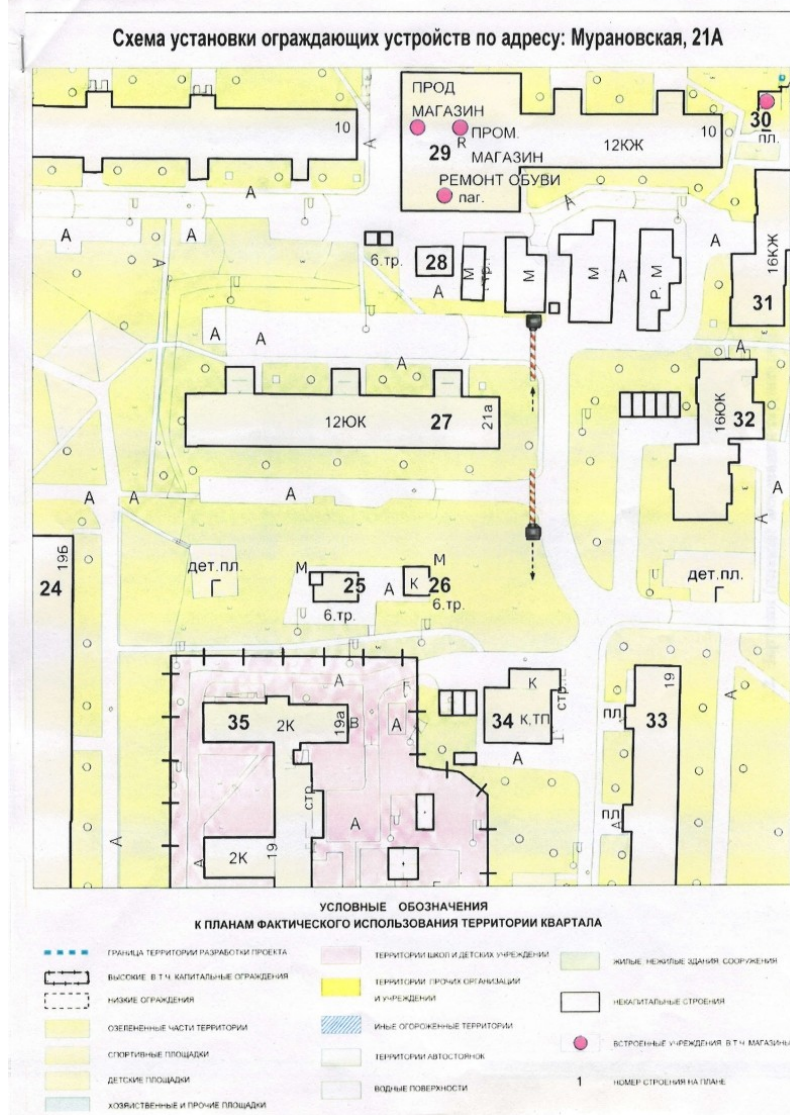 Схема установки ограждающих устройств по адресу: Мурановская, 21А
ПРОД
МАГАЗИН
ПРОМ.
R
29
МАГАЗИН
РЕМОНТ ОБУВИ
паг.
10
А
12КЖ
10
30
пл.
А
А
А
А
А
А
6.тр.
28
А
М
М
М
А
Р. М
А
16КЖ
31
А
А
А
А
12ЮК
27
21а
16ЮК
32
А
А
А
А
А
19Б
24
дет.пл.
Г
М
25
6.тр.
А
К
М
26
6.тр.
дет.пл.
Г
А
35
2К
19а
В
А
Г
А
К
34
К,ТП
стр.
А
19
33
пл
пл
А
А
А
стр
А
2К
19
А
УСЛОВНЫЕ ОБОЗНАЧЕНИЯ
К ПЛАНАМ ФАКТИЧЕСКОГО ИСПОЛЬЗОВАНИЯ ТЕРРИТОРИИ КВАРТАЛА
ГРАНИЦА ТЕРРИТОРИИ РАЗРАБОТКИ ПРОЕКТА
ВЫСОКИЕ В Т.Ч. КАПИТАЛЬНЫЕ ОГРАЖДЕНИЯ
НИЗКИЕ ОГРАЖДЕНИЯ
ОЗЕЛЕНЕННЫЕ ЧАСТИ ТЕРРИТОРИИ
СПОРТИВНЫЕ ПЛОЩАДКИ
ДЕТСКИЕ ПЛОЩАДКИ
ХОЗЯЙСТВЕННЫЕ И ПРОЧИЕ ПЛОЩАДКИ
ТЕРРИТОРИИ ШКОЛ И ДЕТСКИХ УЧРЕЖДЕНИЙ
ТЕРРИТОРИИ ПРОЧИХ ОРГАНИЗАЦИИ
И УЧРЕЖДЕНИЙ
ИНЫЕ ОГОРОЖЕННЫЕ ТЕРРИТОРИИ
ТЕРРИТОРИИ АВТОСТОЯНОК
ВОДНЫЕ ПОВЕРХНОСТИ
ЖИЛЫЕ НЕЖИЛЫЕ ЗДАНИЯ СООРУЖЕНИЯ
НЕКАПИТАЛЬНЫЕ СТРОЕНИЯ
ВСТРОЕННЫЕ УЧРЕЖДЕНИЯ В.Т.Ч МАГАЗИНЫ
1
НОМЕР СТРОЕНИЯ НА ПЛАНЕ